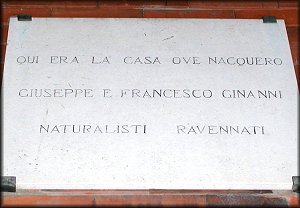 QUI ERA LA CASA OVE NACQUERO
GIUSEPPE E FRANCESCO GINANNI
NATURALISTI RAVENNATI